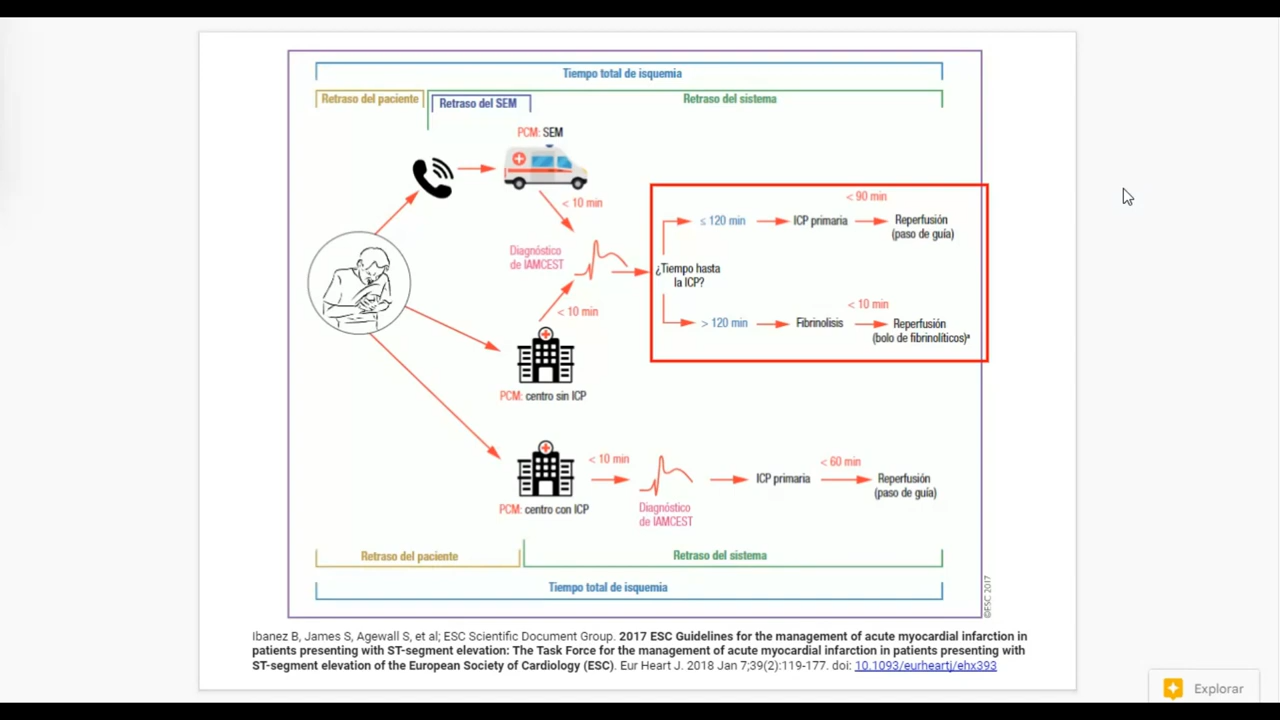 Tiempo total de isquemia
Retraso del paciente
Retraso del SEM
Retraso del sistema
PCM: SEM
< 10 min
Diagnóstico
de IAMCEST
< 10 min
PCM: centro sin ICP
¿Tiempo hasta
la ICP?
≤ 120 min
ICP primaria
< 90 min
Reperfusión
(paso de guía)
> 120 min
Fibrinolisis
< 10 min
Reperfusión
(bolo de fibrinolíticos)ª
PCM: centro con ICP
< 10 min
Diagnóstico
de IAMCEST
ICP primaria
< 60 min
Reperfusión
(paso de guía)
Retraso del paciente
Retraso del sistema
Tiempo total de isquemia
©ESC 2017
Ibanez B, James S, Agewall S, et al; ESC Scientific Document Group. 2017 ESC Guidelines for the management of acute myocardial infarction in
patients presenting with ST-segment elevation: The Task Force for the management of acute myocardial infarction in patients presenting with
ST-segment elevation of the European Society of Cardiology (ESC). Eur Heart J. 2018 Jan 7;39(2):119-177. doi: 10.1093/eurheartj/ehx393
Explorar